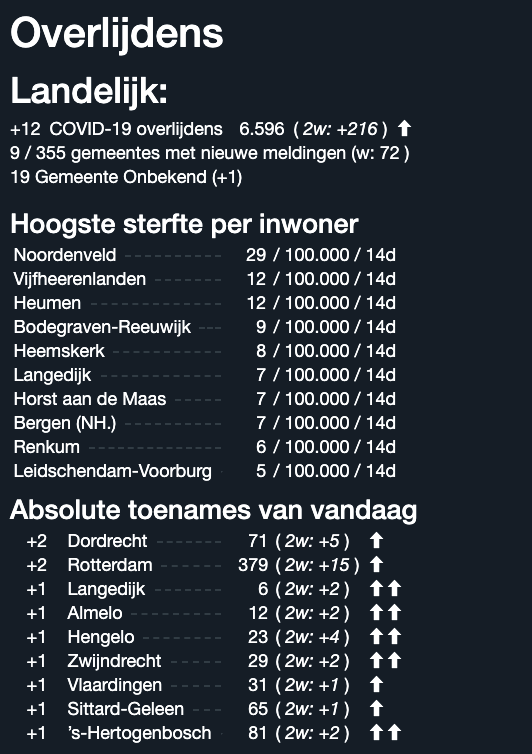 Overlijdens
Landelijk:
+12 COVID-19 overlijdens 6.596 ( 2w: +216 ) ⬆
9 / 355 gemeentes met nieuwe meldingen (w: 72 )
19 Gemeente Onbekend (+1)
Hoogste sterfte per inwoner
Noordenveld 29 / 100.000 / 14d
Vijfheerenlanden 12 / 100.000 / 14d
Heumen 12 / 100.000 / 14d
Bodegraven-Reeuwijk 9 / 100.000 / 14d
Heemskerk 8 / 100.000 / 14d
Langedijk 7 / 100.000 / 14d
Horst aan de Maas 7 / 100.000 / 14d
Bergen (NH.) 7 / 100.000 / 14d
Renkum 6 / 100.000 / 14d
Leidschendam-Voorburg 5 / 100.000 / 14d
Absolute toenames van vandaag
+2 Dordrecht 71 ( 2w: +5 ) ⬆
+2 Rotterdam 379 ( 2w: +15 ) ⬆
+1 Langedijk 6 ( 2w: +2 ) ⬆⬆
+1 Almelo 12 ( 2w: +2 ) ⬆⬆
+1 Hengelo 23 ( 2w: +4 ) ⬆⬆
+1 Zwijndrecht 29 ( 2w: +2 ) ⬆⬆
+1 Vlaardingen 31 ( 2w: +1 ) ⬆
+1 Sittard-Geleen 65 ( 2w: +1 ) ⬆
+1 's-Hertogenbosch 81 ( 2w: +2 ) ⬆⬆